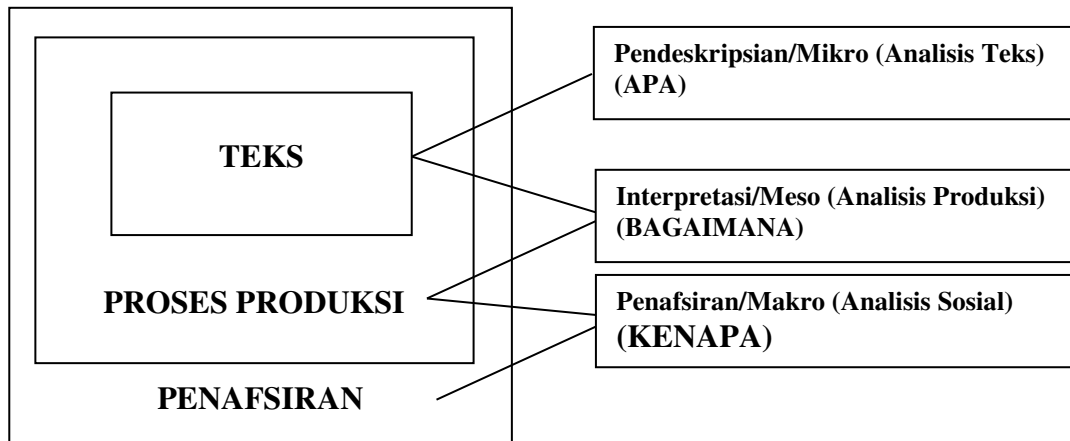 TEKS
PROSES PRODUKSI
PENAFSIRAN
Pendeskripsian/Mikro (Analisis Teks)
(APA)
Interpretasi/Meso (Analisis Produksi)
(BAGAIMANA)
Penafsiran/Makro (Analisis Sosial)
(KENAPA)